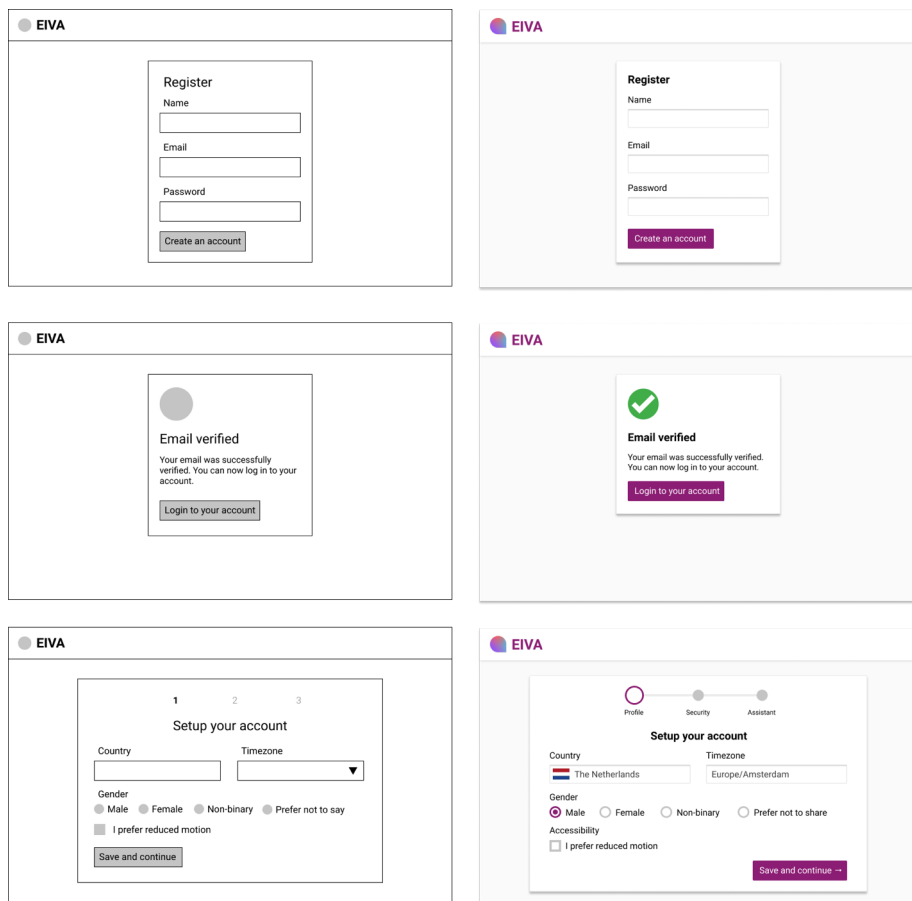 EIVA
Register
Name
Email
Password
Create an account
EIVA
Register
Name
Email
Password
Create an account
EIVA
Email verified
Your email was successfully
verified. You can now log in to your
account.
Login to your account
EIVA
Email verified
Your email was successfully verified.
You can now log in to your account.
Login to your account
EIVA
1 2 3
Setup your account
Country Timezone
Gender
Male Female Non-binary Prefer not to say
I prefer reduced motion
Save and continue
EIVA
Profile Security Assistant
Setup your account
Country Timezone
The Netherlands Europe/Amsterdam
Gender
Male Female Non-binary Prefer not to share
Accessibility
I prefer reduced motion
Save and continue →